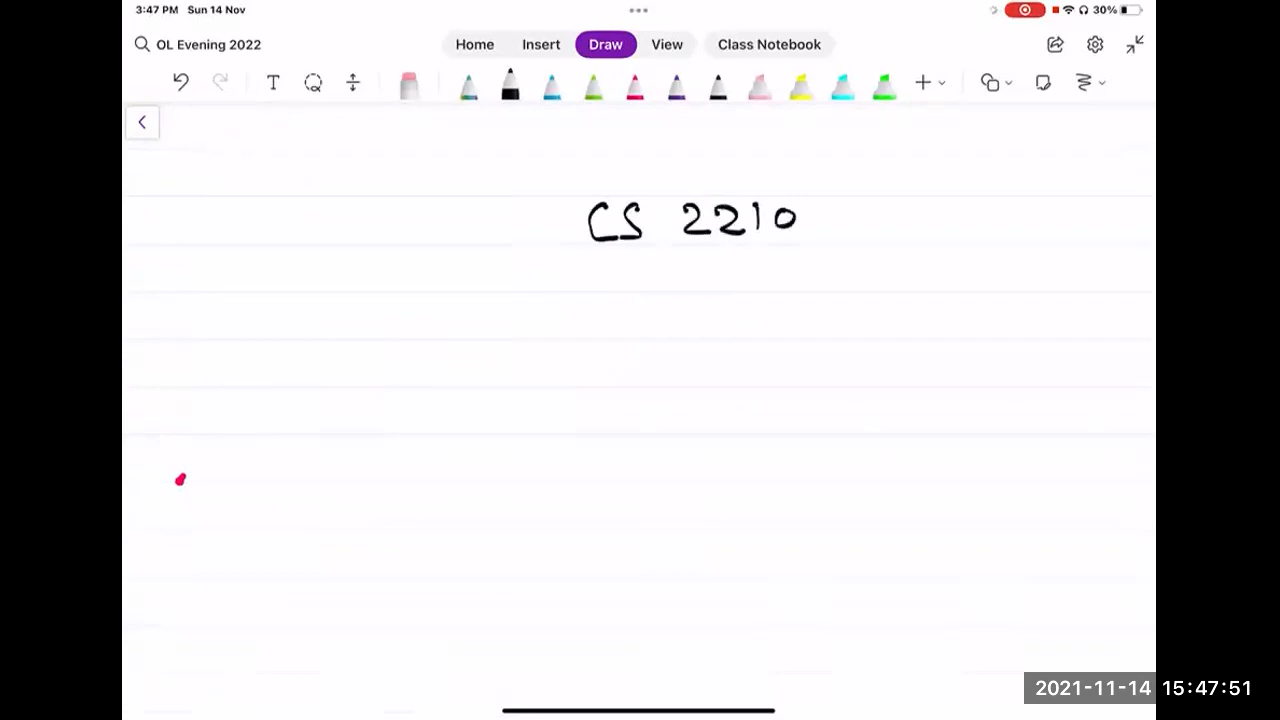 3:47 PM Sun 14 Nov
30%
OL Evening 2022
Home Insert Draw View Class Notebook
T
CS 2210
2021-11-14 15:47:51